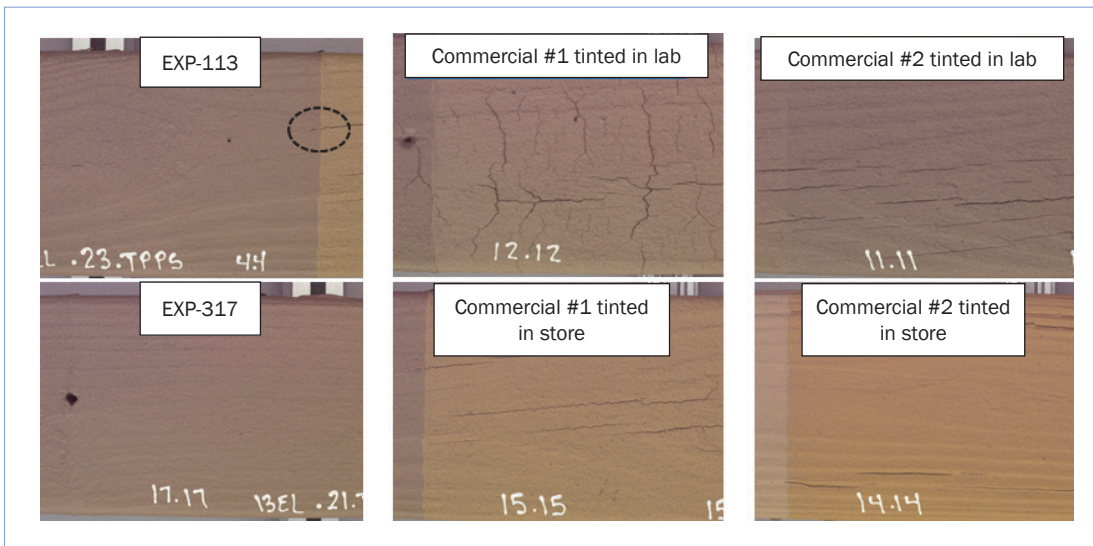 EXP-113
Commercial #1 tinted in lab
Commercial #2 tinted in lab
.23.TPPS 44
12.12
11.11
EXP-317
Commercial #1 tinted
in store
Commercial #2 tinted
in store
17.17 13EL .21.
15.15
14.14